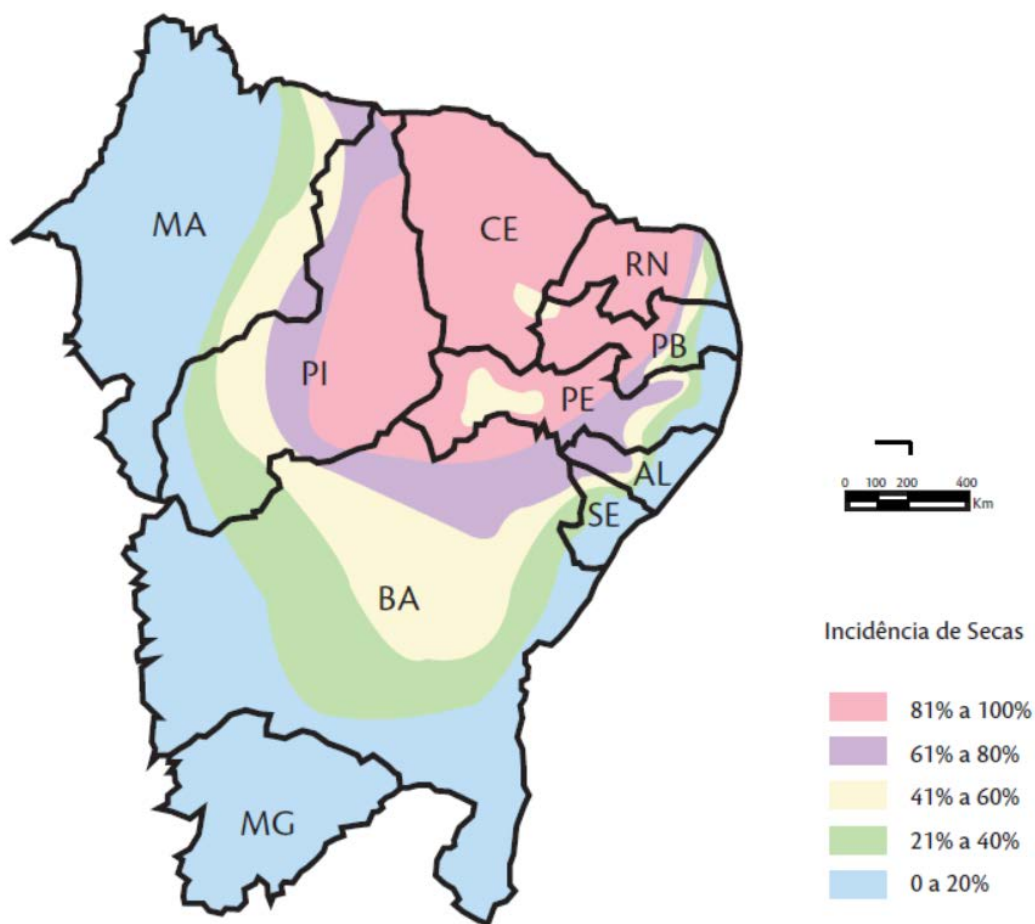 MA
CE
RN
PB
PI
PE
AL
SE
BA
MG
0 100 200 400
Km
Incidência de Secas
81% a 100%
61% a 80%
41% a 60%
21% a 40%
0 a 20%